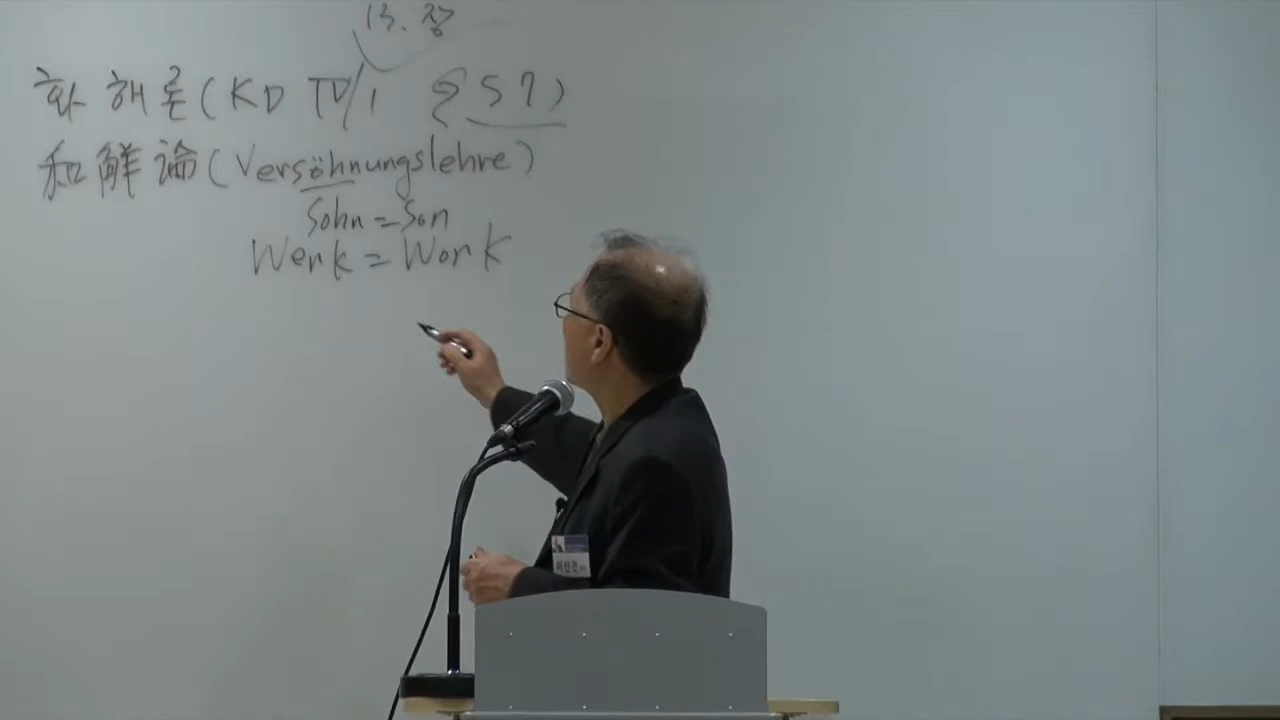 13. 장
화해론(KD IV/1 §57)
和解論(Versöhnungslehre)
Sohn = Son
Werk = Work